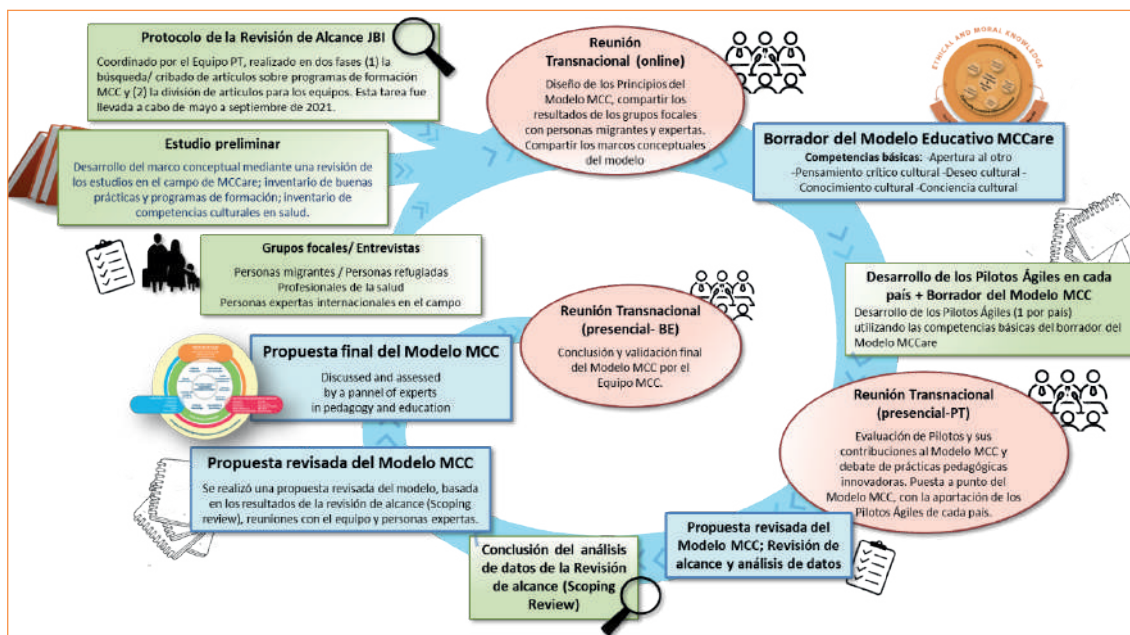 Protocolo de la Revisión de Alcance JBI
Coordinado por el Equipo PT, realizado en dos fases (1) la
búsqueda/ cribado de artículos sobre programas de formación
MCC y (2) la división de artículos para los equipos. Esta tarea fue
llevada a cabo de mayo a septiembre de 2021.
Estudio preliminar
Desarrollo del marco conceptual mediante una revisión de
los estudios en el campo de MCCare; inventario de buenas
prácticas y programas de formación; inventario de
competencias culturales en salud.
Grupos focales/ Entrevistas
Personas migrantes / Personas refugiadas
Profesionales de la salud
Personas expertas internacionales en el campo
Reunión
Transnacional (online)
Diseño de los Principios del
Modelo MCC, compartir los
resultados de los grupos focales
con personas migrantes y expertas.
Compartir los marcos conceptuales
del modelo
ETHICAL AND MORAL KNOWLEDGE
Borrador del Modelo Educativo MCCare
Competencias básicas: -Apertura al otro
-Pensamiento crítico cultural -Deseo cultural -
Conocimiento cultural -Conciencia cultural
Desarrollo de los Pilotos Ágiles en cada
país + Borrador del Modelo MCC
Desarrollo de los Pilotos Ágiles (1 por país)
utilizando las competencias básicas del borrador del
Modelo MCCare
Reunión Transnacional
(presencial-PT)
Evaluación de Pilotos y sus
contribuciones al Modelo MCC y
debate de prácticas pedagógicas
innovadoras. Puesta a punto del
Modelo MCC, con la aportación de los
Pilotos Ágiles de cada país.
Propuesta revisada del
Modelo MCC; Revisión de
alcance y análisis de datos
Conclusión del análisis
de datos de la Revisión
de alcance (Scoping
Review)
Propuesta revisada del Modelo MCC
Se realizó una propuesta revisada del modelo, basada
en los resultados de la revisión de alcance (Scoping
review), reuniones con el equipo y personas expertas.
Propuesta final del Modelo MCC
Discussed and assessed
by a pannel of experts
in pedagogy and education
Reunión Transnacional
(presencial- BE)
Conclusión y validación final
del Modelo MCC por el
Equipo MCC.